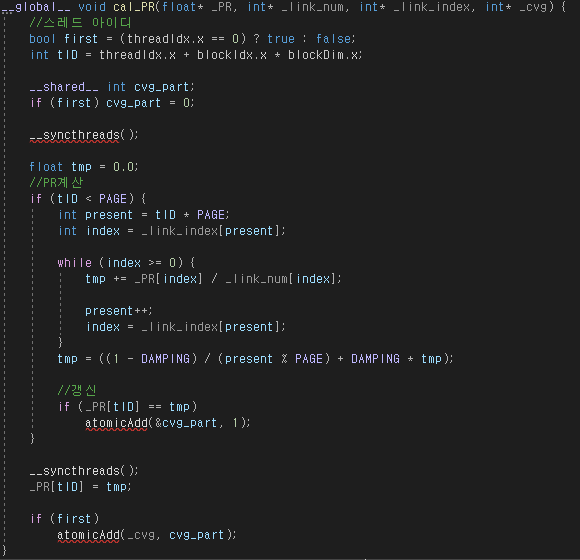 __global__ void cal_PR(float* _PR, int* _link_num, int* _link_index, int* _cvg) {
//스레드 아이디
bool first = (threadIdx.x == 0) ? true : false;
int tID = threadIdx.x + blockIdx.x * blockDim.x;
__shared__ int cvg_part;
if (first) cvg_part = 0;
__syncthreads();
float tmp = 0.0;
//PR계산
if (tID < PAGE) {
int present = tID * PAGE;
int index = _link_index[present];
while (index >= 0) {
tmp += _PR[index] / _link_num[index];
present++;
index = _link_index[present];
}
tmp = ((1 - DAMPING) / (present % PAGE) + DAMPING * tmp);
//갱신
if (_PR[tID] == tmp)
atomicAdd(&cvg_part, 1);
}
__syncthreads();
_PR[tID] = tmp;
if (first)
atomicAdd(_cvg, cvg_part);
}